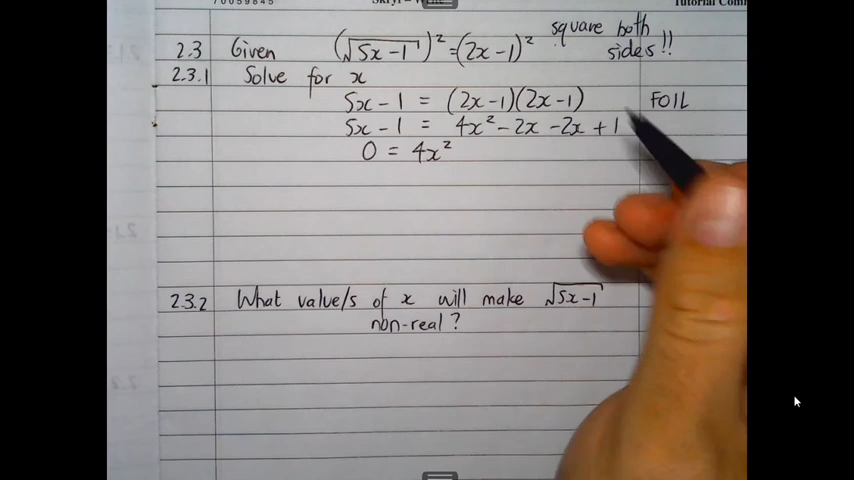 70059845
Tutorial
2.3 Given (√5x-1)² = (2x-1)² square both sides!!
2.3.1 Solve for x
5x-1 = (2x-1)(2x-1) FOIL
5x-1 = 4x² - 2x - 2x + 1
0 = 4x²
2.3.2 What value/s of x will make √5x-1
non-real?